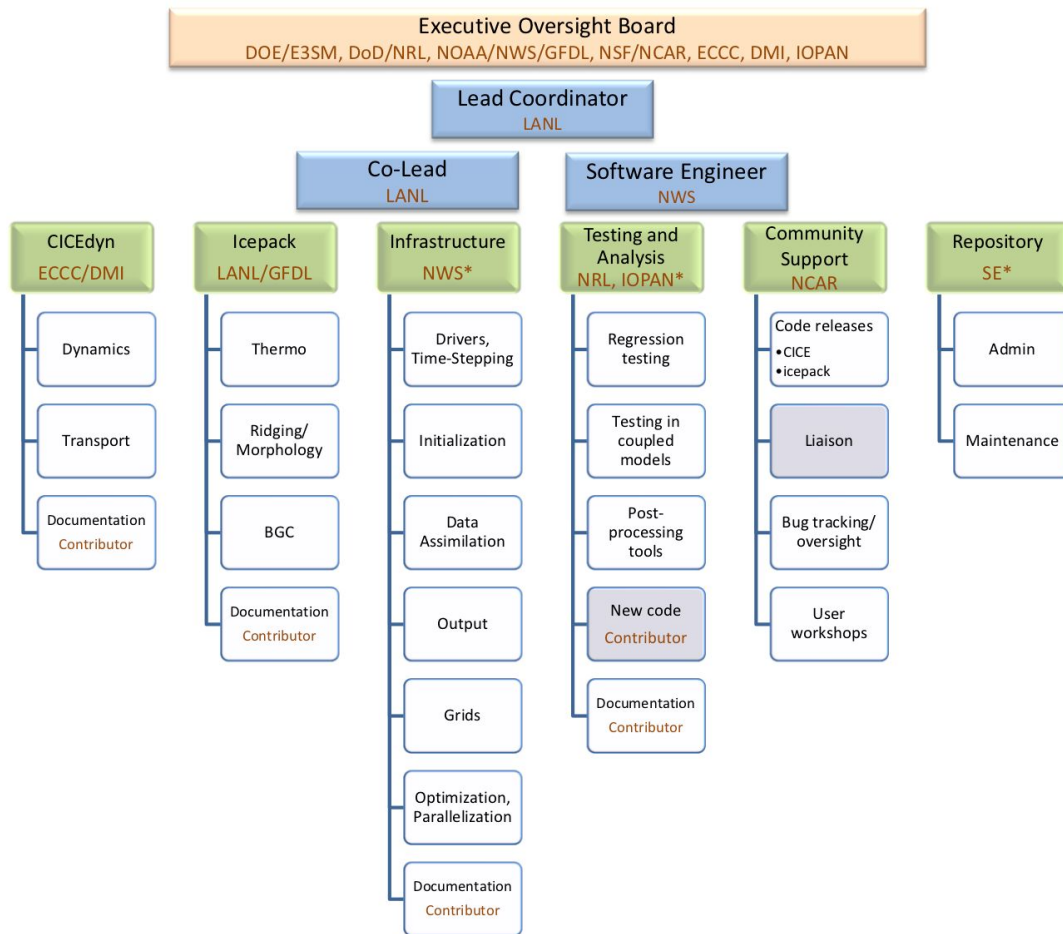 Executive Oversight Board
DOE/E3SM, DoD/NRL, NOAA/NWS/GFDL, NSF/NCAR, ECCC, DMI, IOPAN
Lead Coordinator
LANL
Co-Lead
LANL
Software Engineer
NWS
CICEdyn
ECCC/DMI
Dynamics
Transport
Documentation
Contributor
Icepack
LANL/GFDL
Thermo
Ridging/
Morphology
BGC
Documentation
Contributor
Infrastructure
NWS*
Drivers,
Time-Stepping
Initialization
Data
Assimilation
Output
Grids
Optimization,
Parallelization
Documentation
Contributor
Testing and
Analysis
NRL, IOPAN*
Regression
testing
Testing in
coupled
models
Post-
processing
tools
New code
Contributor
Documentation
Contributor
Community
Support
NCAR
Code releases
•CICE
•icepack
Liaison
Bug tracking/
oversight
User
workshops
Repository
SE*
Admin
Maintenance